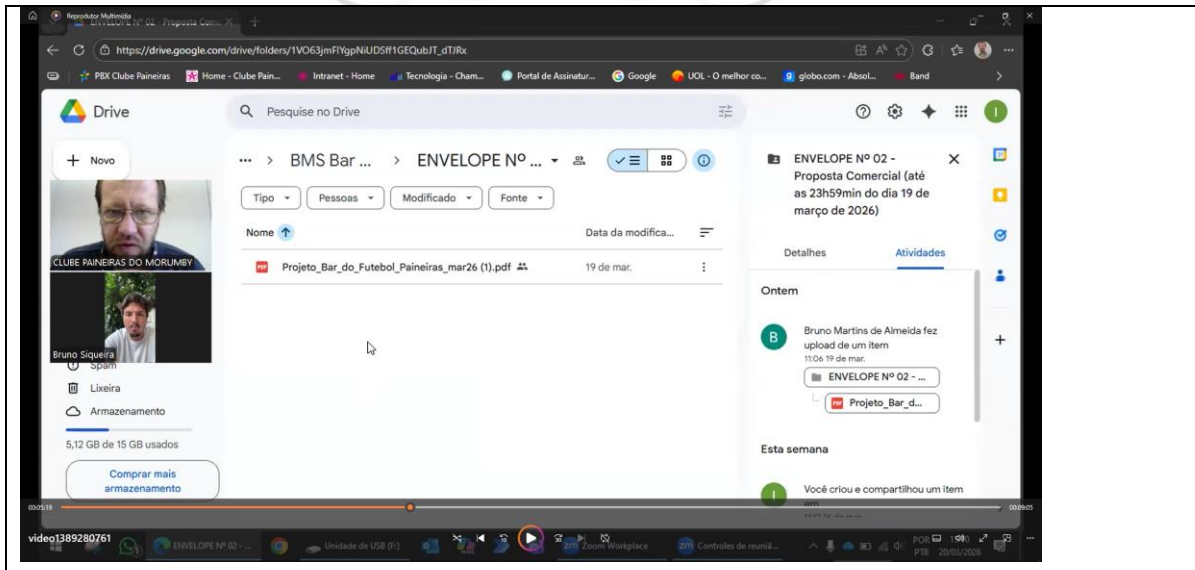 Reprodutor Multimídia
ENVELOPE Nº 02 - Proposta Come
https://drive.google.com/drive/folders/1VO63jmFlYgpNiUDSff1GEQubJT_dTJRx
PBX Clube Paineiras
Home - Clube Pain...
Intranet - Home
Tecnologia - Cham...
Portal de Assinatur...
Google
UOL - O melhor co...
globo.com - Absol...
Band
Drive
Pesquise no Drive
I
Novo
BMS Bar ...
ENVELOPE Nº ...
Tipo
Pessoas
Modificado
Fonte
Nome
Data da modifica...
PDF
Projeto_Bar_do_Futebol_Paineiras_mar26 (1).pdf
19 de mar.
CLUBE PAINEIRAS DO MORUMBY
Bruno Siqueira
Spam
Lixeira
Armazenamento
5,12 GB de 15 GB usados
Comprar mais
armazenamento
ENVELOPE Nº 02 -
Proposta Comercial (até
as 23h59min do dia 19 de
março de 2026)
Detalhes
Atividades
Ontem
B
Bruno Martins de Almeida fez
upload de um item
11:06 19 de mar.
ENVELOPE Nº 02 - ...
PDF
Projeto_Bar_d...
Esta semana
I
Você criou e compartilhou um item
em
31
00:05:19
00:09:05
video1389280761
ENVELOPE Nº 02 - ...
Unidade de USB (F:)
Zoom Workplace
Controles de reuniã...
POR
PTB
20/03/2026